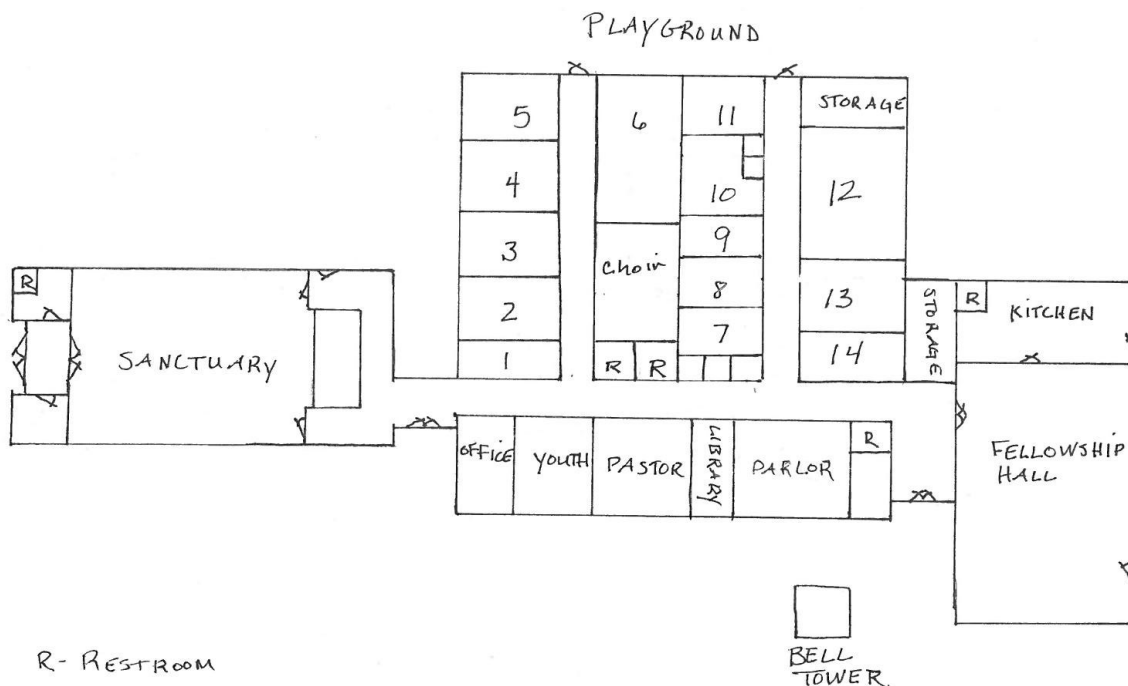 PLAYGROUND
5
6
11
STORAGE
4
10
12
3
Choir
9
R
2
8
13
STORAGE
R
KITCHEN
SANCTUARY
1
R
R
7
14
OFFICE
YOUTH
PASTOR
LIBRARY
PARLOR
R
FELLOWSHIP
HALL
R- RESTROOM
BELL
TOWER